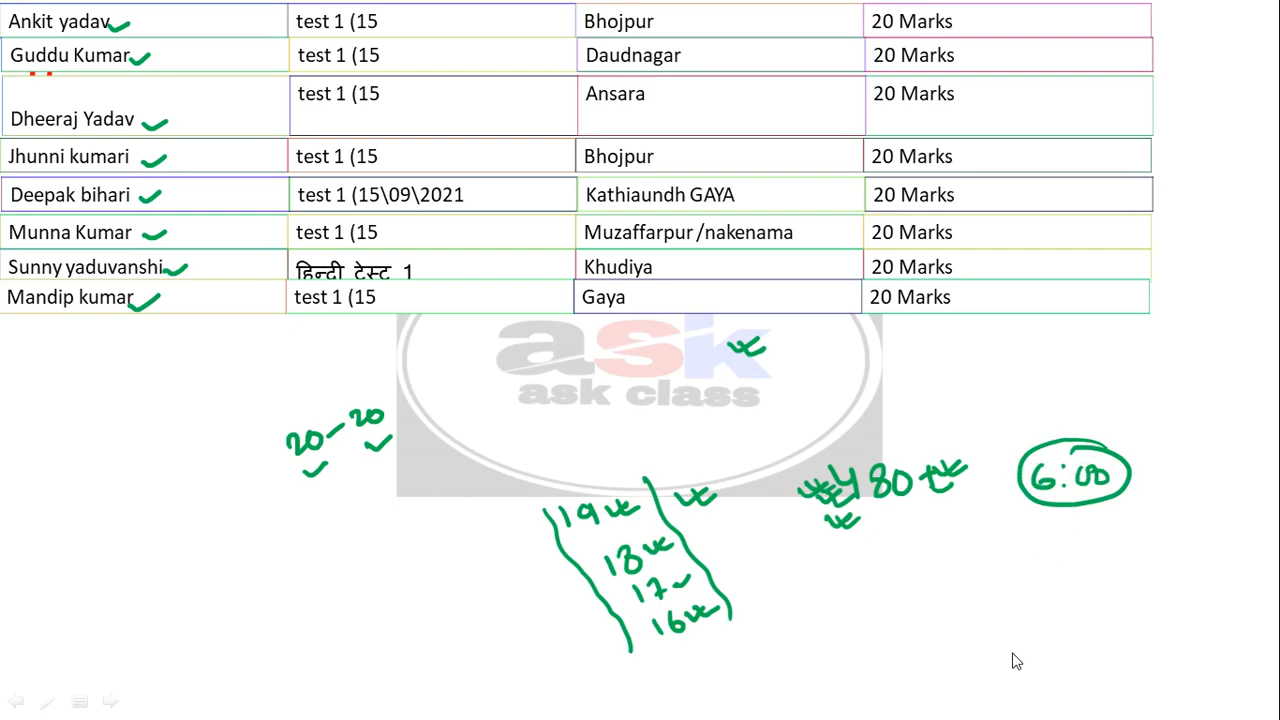 Ankit yadav test 1 (15 Bhojpur 20 Marks
Guddu Kumar test 1 (15 Daudnagar 20 Marks
Dheeraj Yadav test 1 (15 Ansara 20 Marks
Jhunni kumari test 1 (15 Bhojpur 20 Marks
Deepak bihari test 1 (15\09\2021 Kathiaundh GAYA 20 Marks
Munna Kumar test 1 (15 Muzaffarpur/nakenama 20 Marks
Sunny yaduvanshi हिन्दी टेस्ट 1 Khudiya 20 Marks
Mandip kumar test 1 (15 Gaya 20 Marks
ask
ask class
20-20
480+
6:00
19
18
17
16